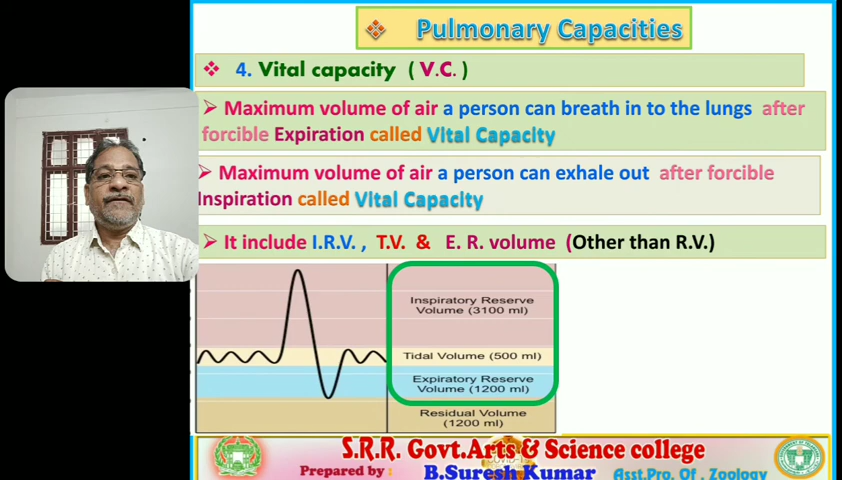 Pulmonary Capacities
4. Vital capacity ( V.C. )
Maximum volume of air a person can breath in to the lungs after
forcible Expiration called Vital Capacity
Maximum volume of air a person can exhale out after forcible
Inspiration called Vital Capacity
It include I.R.V. , T.V. & E. R. volume (Other than R.V.)
Inspiratory Reserve
Volume (3100 ml)
Tidal Volume (500 ml)
Expiratory Reserve
Volume (1200 ml)
Residual Volume
(1200 ml)
S.R.R. Govt.Arts & Science college
Prepared by : B.Suresh Kumar Asst.Pro. Of . Zoology